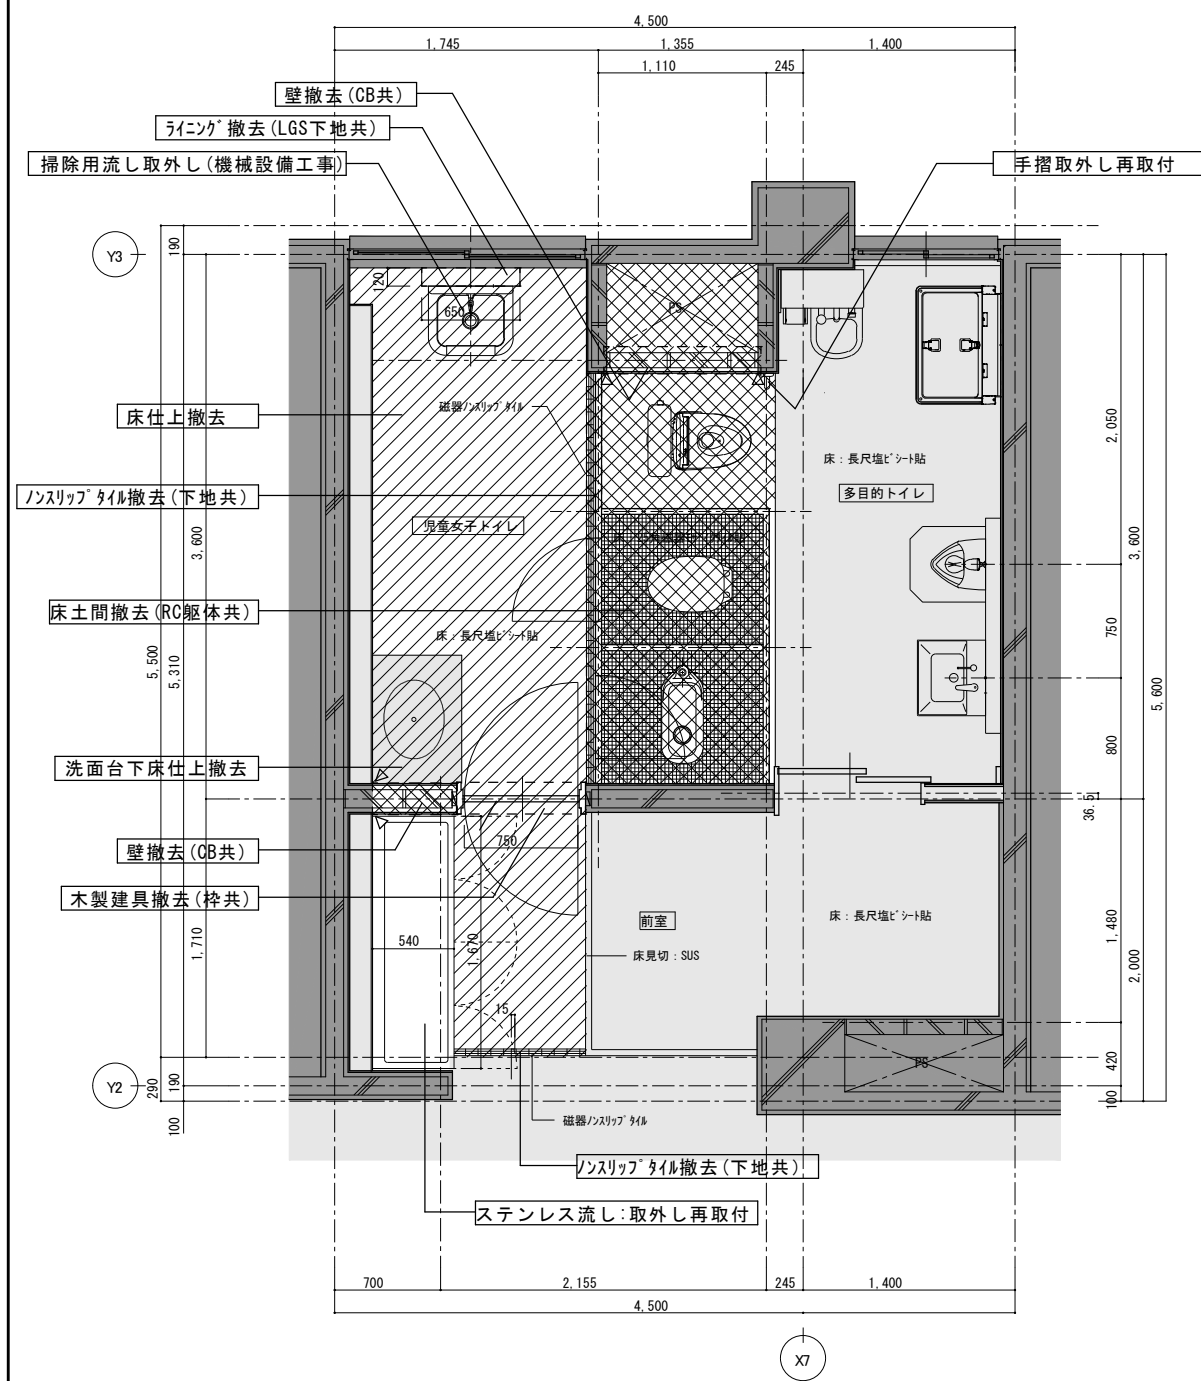 4,500
1,745
1,355
1,400
1,110
245
壁撤去(CB共)
ﾗｲﾆﾝｸﾞ撤去(LGS下地共)
掃除用流し取外し(機械設備工事)
手摺取外し再取付
Y3
190
120
650
PS
床仕上撤去
磁器ﾉﾝｽﾘｯﾌﾟﾀｲﾙ
2,050
床：長尺塩ﾋﾞｼｰﾄ貼
多目的トイレ
ﾉﾝｽﾘｯﾌﾟﾀｲﾙ撤去(下地共)
児童女子トイレ
3,600
3,600
床土間撤去(RC躯体共)
床：長尺塩ﾋﾞｼｰﾄ貼
750
5,500
5,310
5,600
800
洗面台下床仕上撤去
36.5
壁撤去(CB共)
750
木製建具撤去(枠共)
前室
床：長尺塩ﾋﾞｼｰﾄ貼
1,480
1,710
540
1,670
床見切：SUS
2,000
15
PS
420
Y2
290
190
100
100
磁器ﾉﾝｽﾘｯﾌﾟﾀｲﾙ
ﾉﾝｽﾘｯﾌﾟﾀｲﾙ撤去(下地共)
ステンレス流し:取外し再取付
700
2,155
245
1,400
4,500
X7